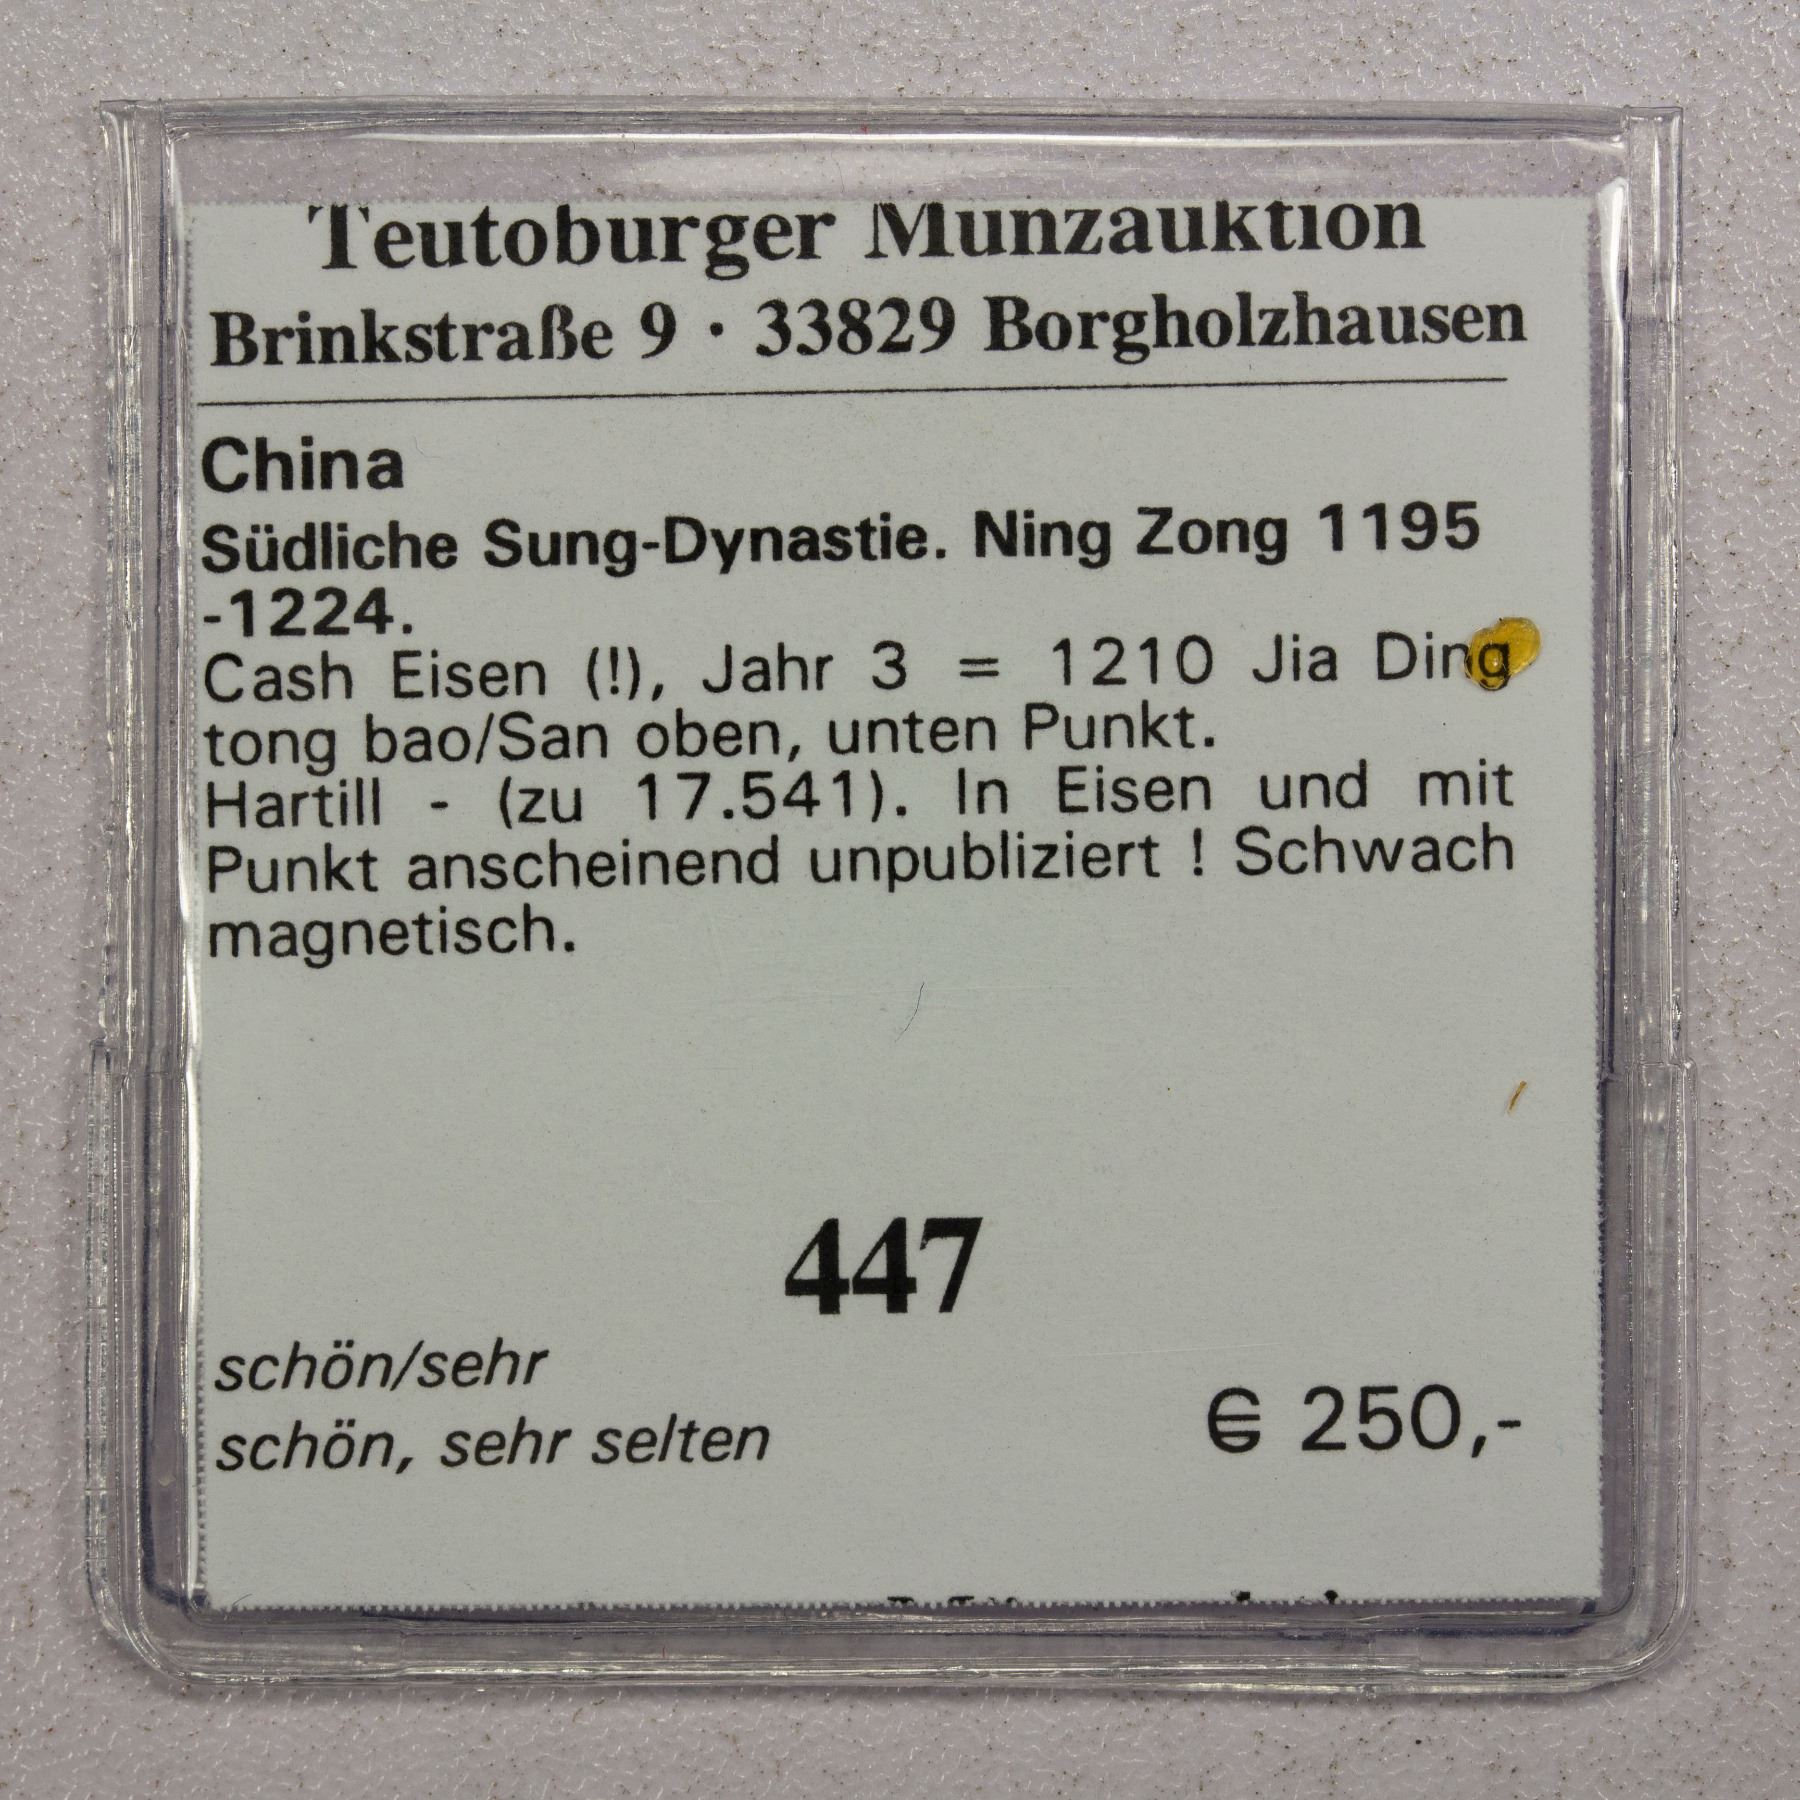 Teutoburger Münzauktion
Brinkstraße 9 · 33829 Borgholzhausen
China
Südliche Sung-Dynastie. Ning Zong 1195
-1224.
Cash Eisen (!), Jahr 3 = 1210 Jia Ding
tong bao/San oben, unten Punkt.
Hartill - (zu 17.541). In Eisen und mit
Punkt anscheinend unpubliziert ! Schwach
magnetisch.
447
schön/sehr
schön, sehr selten
€ 250,-